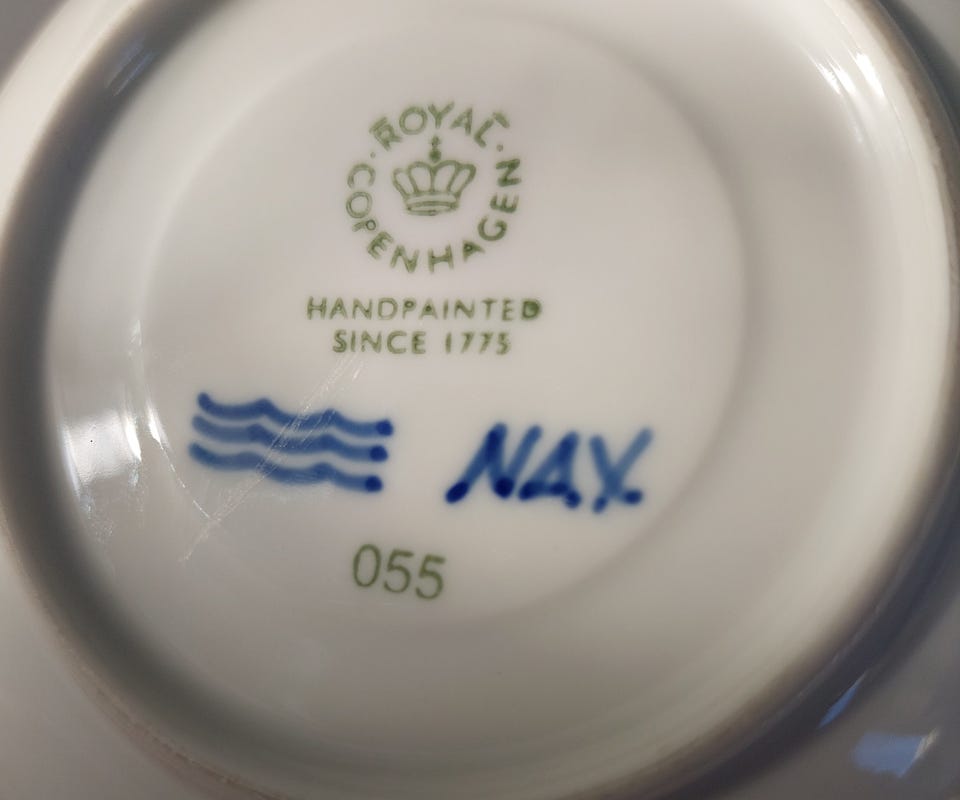 ROYAL COPENHAGEN
HANDPAINTED
SINCE 1775
NAY.
055